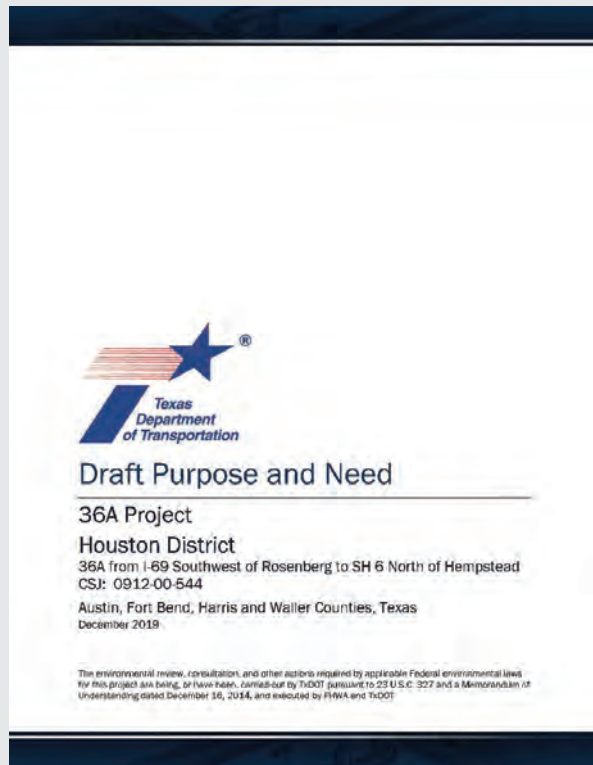 ®
Texas
Department
of Transportation
Draft Purpose and Need
36A Project
Houston District
36A from I-69 Southwest of Rosenberg to SH 6 North of Hempstead
CSJ: 0912-00-544
Austin, Fort Bend, Harris and Waller Counties, Texas
December 2019
The environmental review, consultation, and other actions required by applicable Federal environmental laws
for this project are being, or have been, carried-out by TxDOT pursuant to 23 U.S.C. 327 and a Memorandum of
Understanding dated December 16, 2014, and executed by FHWA and TxDOT